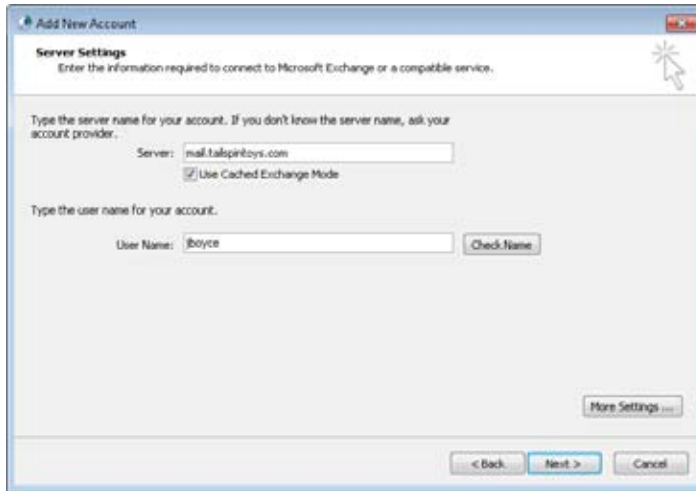 Add New Account
Server Settings
Enter the information required to connect to Microsoft Exchange or a compatible service.
Type the server name for your account. If you don't know the server name, ask your
account provider.
Server: mail.tailspintoys.com
Use Cached Exchange Mode
Type the user name for your account.
User Name: jboyce Check Name
More Settings ...
< Back Next > Cancel